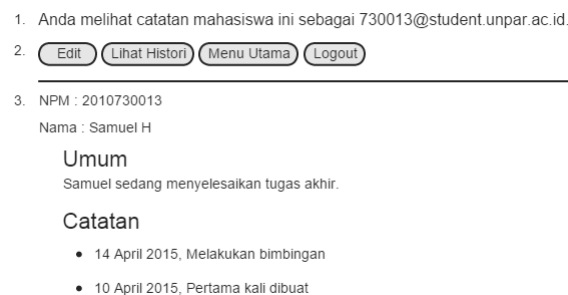 1. Anda melihat catatan mahasiswa ini sebagai 730013@student.unpar.ac.id.
2. Edit Lihat Histori Menu Utama Logout
3. NPM : 2010730013
Nama : Samuel H
Umum
Samuel sedang menyelesaikan tugas akhir.
Catatan
• 14 April 2015, Melakukan bimbingan
• 10 April 2015, Pertama kali dibuat